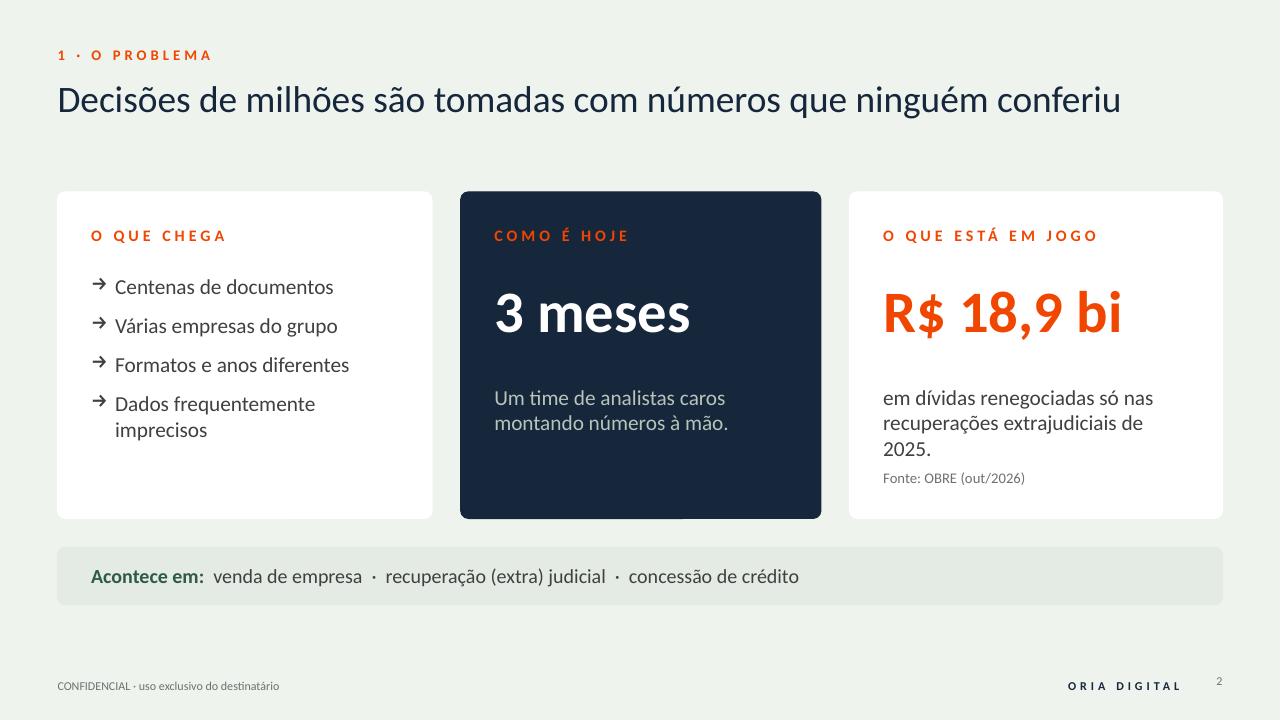 1 · O PROBLEMA
Decisões de milhões são tomadas com números que ninguém conferiu
O QUE CHEGA
→ Centenas de documentos
→ Várias empresas do grupo
→ Formatos e anos diferentes
→ Dados frequentemente
imprecisos
COMO É HOJE
3 meses
Um time de analistas caros
montando números à mão.
O QUE ESTÁ EM JOGO
R$ 18,9 bi
em dívidas renegociadas só nas
recuperações extrajudiciais de
2025.
Fonte: OBRE (out/2026)
Acontece em: venda de empresa · recuperação (extra) judicial · concessão de crédito
CONFIDENCIAL · uso exclusivo do destinatário
ORIA DIGITAL
2